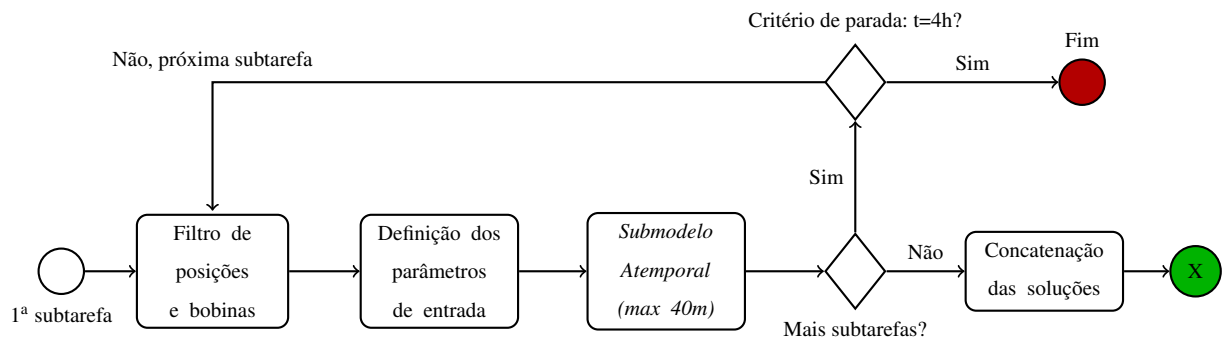 Critério de parada: t=4h?
Fim
Não, próxima subtarefa
Sim
Sim
Filtro de
posições
e bobinas
Definição dos
parâmetros
de entrada
Submodelo
Atemporal
(max 40m)
Não
Concatenação
das soluções
X
1ª subtarefa
Mais subtarefas?